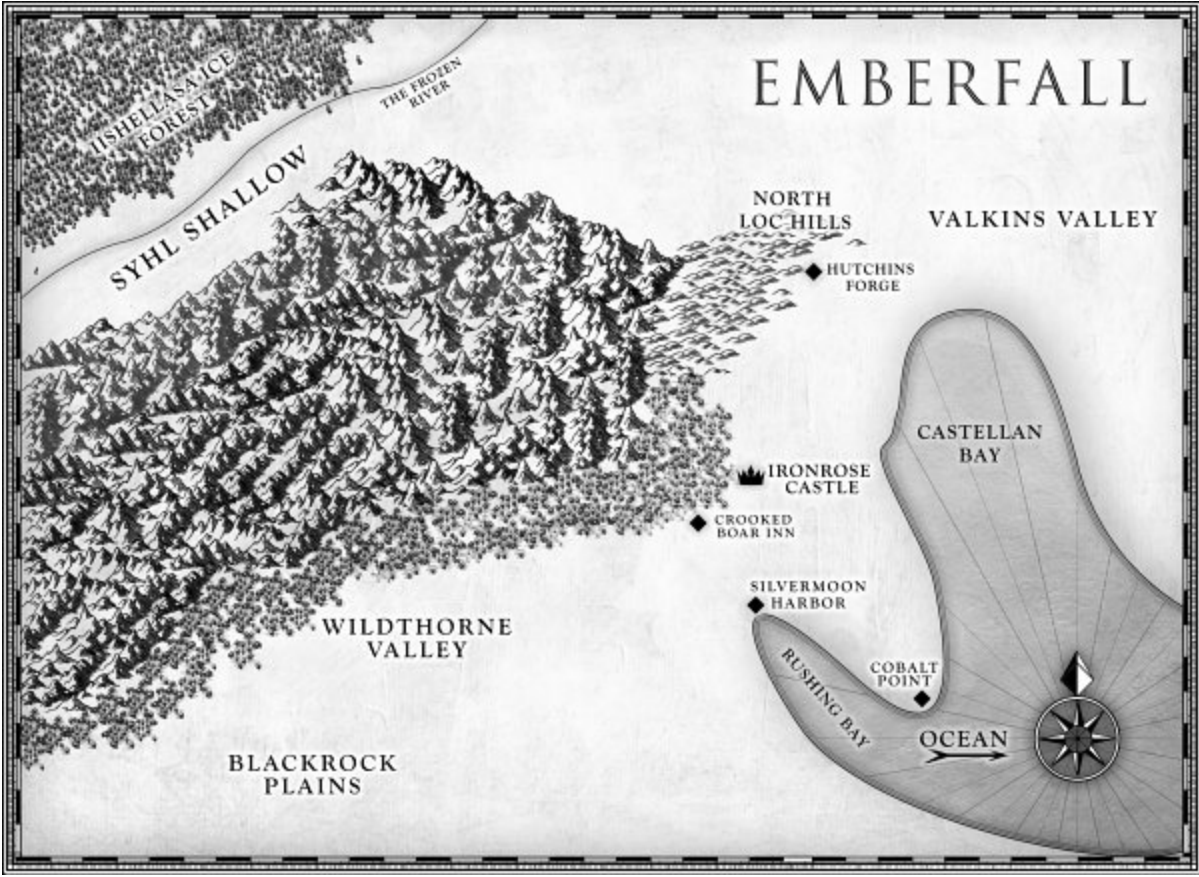 EMBERFALL
IISHELLASA ICE
FOREST
THE FROZEN
RIVER
SYHL SHALLOW
NORTH
LOC HILLS
VALKINS VALLEY
HUTCHINS
FORGE
CASTELLAN
BAY
IRONROSE
CASTLE
CROOKED
BOAR INN
SILVERMOON
HARBOR
WILDTHORNE
VALLEY
RUSHING BAY
COBALT
POINT
OCEAN
BLACKROCK
PLAINS